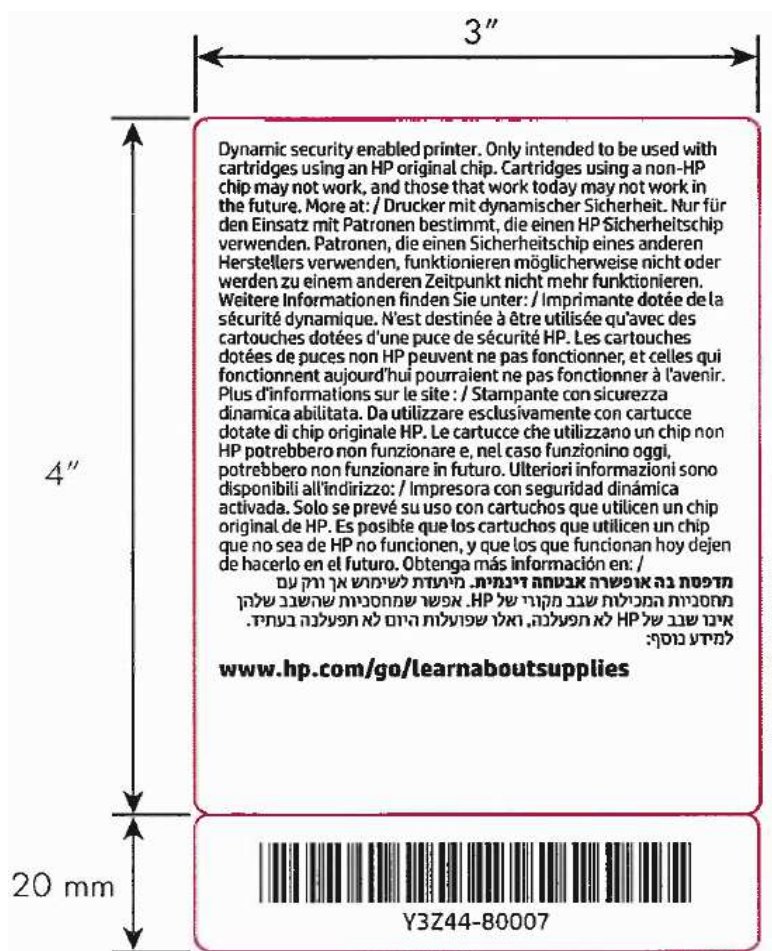 3"
4"
Dynamic security enabled printer. Only intended to be used with
cartridges using an HP original chip. Cartridges using a non-HP
chip may not work, and those that work today may not work in
the future. More at: / Drucker mit dynamischer Sicherheit. Nur für
den Einsatz mit Patronen bestimmt, die einen HP Sicherheitschip
verwenden. Patronen, die einen Sicherheitschip eines anderen
Herstellers verwenden, funktionieren möglicherweise nicht oder
werden zu einem anderen Zeitpunkt nicht mehr funktionieren.
Weitere Informationen finden Sie unter: / Imprimante dotée de la
sécurité dynamique. N'est destinée à être utilisée qu'avec des
cartouches dotées d'une puce de sécurité HP. Les cartouches
dotées de puces non HP peuvent ne pas fonctionner, et celles qui
fonctionnent aujourd'hui pourraient ne pas fonctionner à l'avenir.
Plus d'informations sur le site : / Stampante con sicurezza
dinamica abilitata. Da utilizzare esclusivamente con cartucce
dotate di chip originale HP. Le cartucce che utilizzano un chip non
HP potrebbero non funzionare e, nel caso funzionino oggi,
potrebbero non funzionare in futuro. Ulteriori informazioni sono
disponibili all'indirizzo: / Impresora con seguridad dinámica
activada. Solo se prevé su uso con cartuchos que utilicen un chip
original de HP. Es posible que los cartuchos que utilicen un chip
que no sea de HP no funcionen, y que los que funcionan hoy dejen
de hacerlo en el futuro. Obtenga más información en: /
מדפסת בה אופשרה אבטחה דינמית. מיועדת לשימוש אך ורק עם
מחסניות המכילות שבב מקורי של HP. אפשר שמחסניות שהשבב שלהן
אינו שבב של HP לא תפעלנה, ואלו שפועלות היום לא תפעלנה בעתיד.
למידע נוסף:
www.hp.com/go/learnaboutsupplies
20 mm
Y3Z44-80007